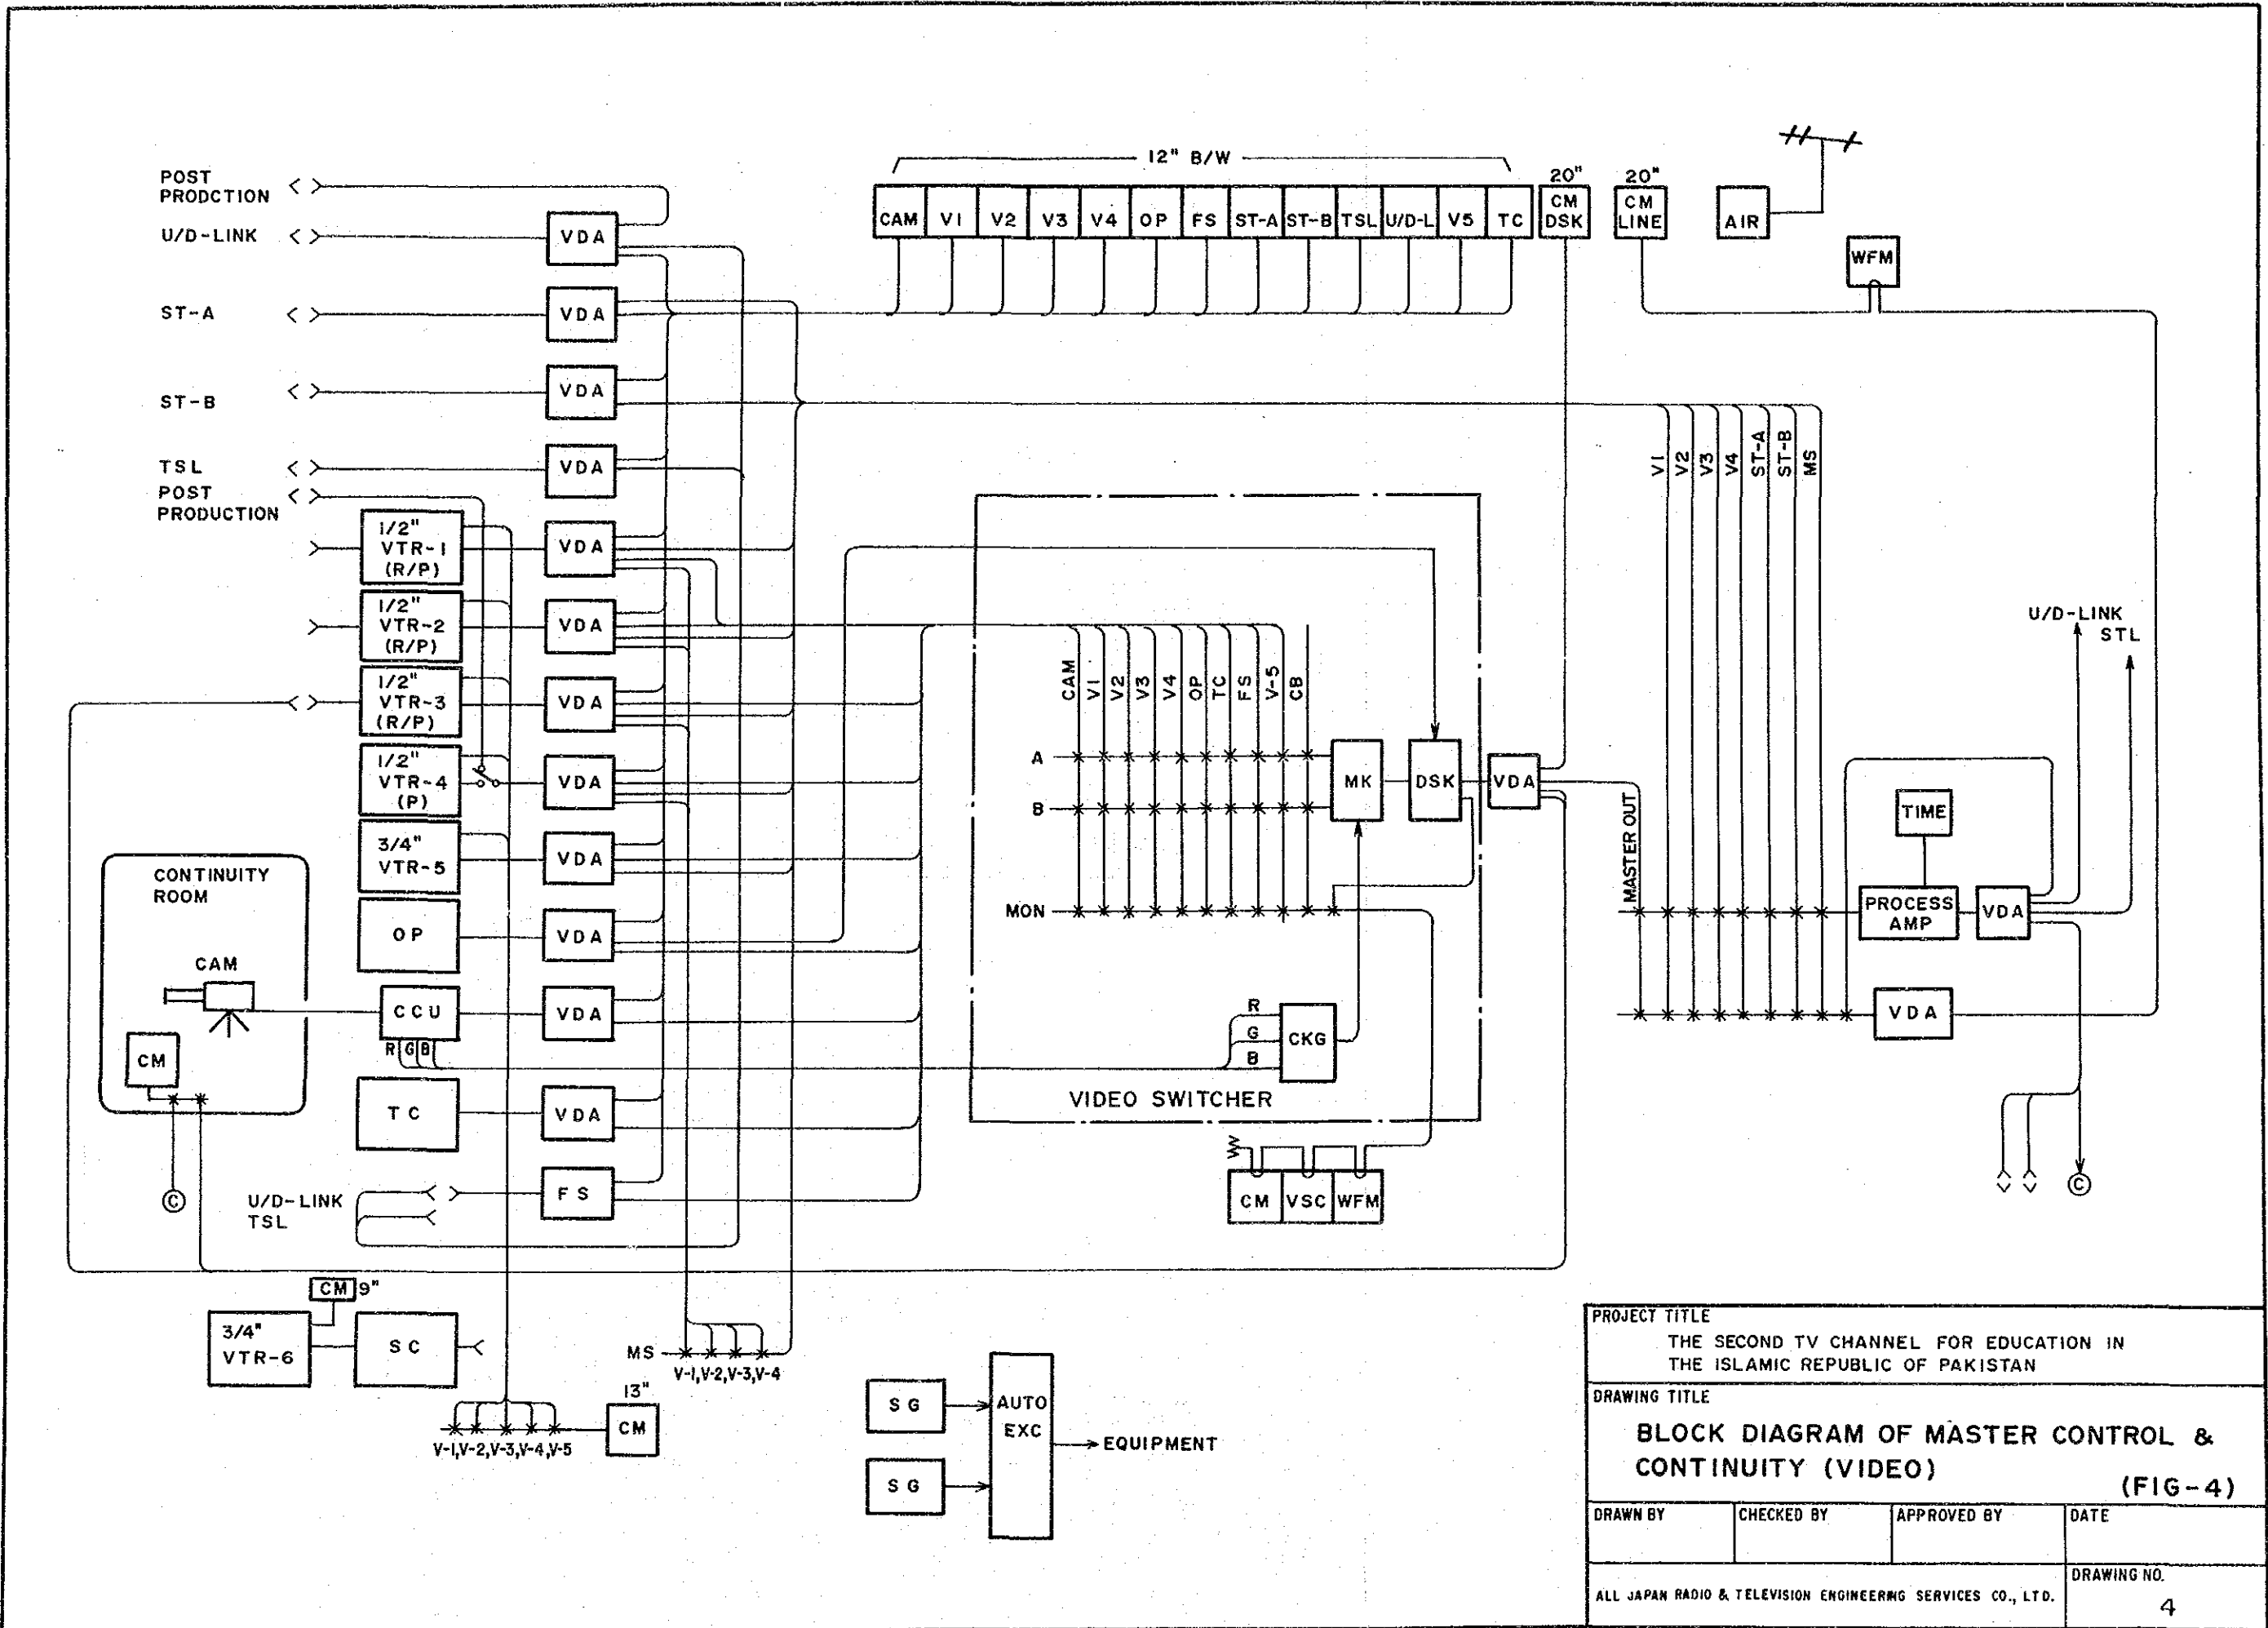 POST
PRODCTION
U/D-LINK
ST-A
ST-B
TSL
POST
PRODUCTION
VDA
VDA
VDA
VDA
12" B/W
CAM V1 V2 V3 V4 OP FS ST-A ST-B TSL U/D-L V5 TC
20"
CM
DSK
20"
CM
LINE
AIR
WFM
1/2"
VTR-1
(R/P)
VDA
1/2"
VTR-2
(R/P)
VDA
1/2"
VTR-3
(R/P)
VDA
1/2"
VTR-4
(P)
VDA
3/4"
VTR-5
VDA
OP
VDA
CONTINUITY
ROOM
CAM
CM
CCU
R G B
VDA
TC
VDA
U/D-LINK
TSL
FS
©
CAM V1 V2 V3 V4 OP TC FS V-5 CB
A
B
MON
MK
DSK
VDA
R
G
B
CKG
VIDEO SWITCHER
CM VSC WFM
V1 V2 V3 V4 ST-A ST-B MS
MASTER OUT
TIME
PROCESS
AMP
VDA
VDA
U/D-LINK
STL
©
CM 9"
3/4"
VTR-6
SC
MS
V-1,V-2,V-3,V-4
V-1,V-2,V-3,V-4,V-5
13"
CM
SG
SG
AUTO
EXC
EQUIPMENT
PROJECT TITLE
THE SECOND TV CHANNEL FOR EDUCATION IN
THE ISLAMIC REPUBLIC OF PAKISTAN
DRAWING TITLE
BLOCK DIAGRAM OF MASTER CONTROL &
CONTINUITY (VIDEO)
(FIG-4)
DRAWN BY CHECKED BY APPROVED BY DATE
ALL JAPAN RADIO & TELEVISION ENGINEERING SERVICES CO., LTD.
DRAWING NO.
4